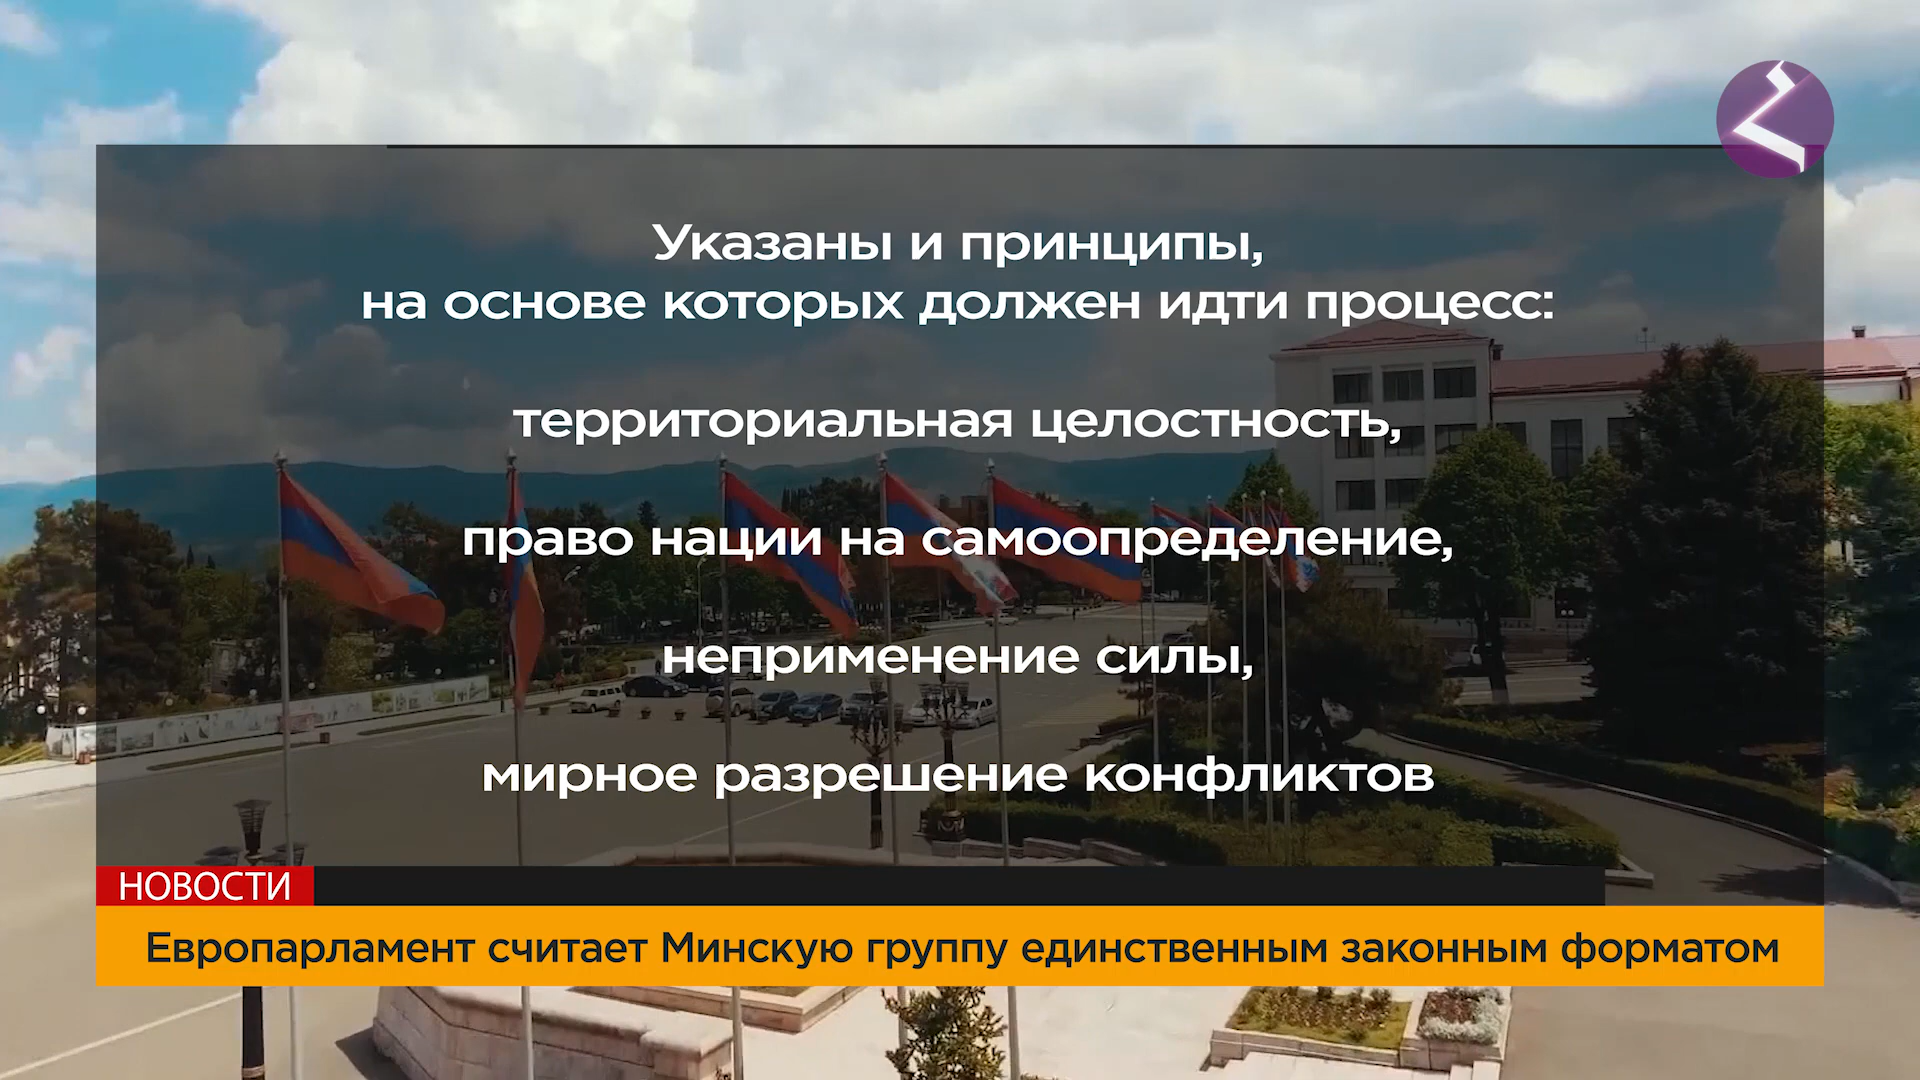 Указаны и принципы,
на основе которых должен идти процесс:
территориальная целостность,
право нации на самоопределение,
неприменение силы,
мирное разрешение конфликтов
НОВОСТИ
Европарламент считает Минскую группу единственным законным форматом